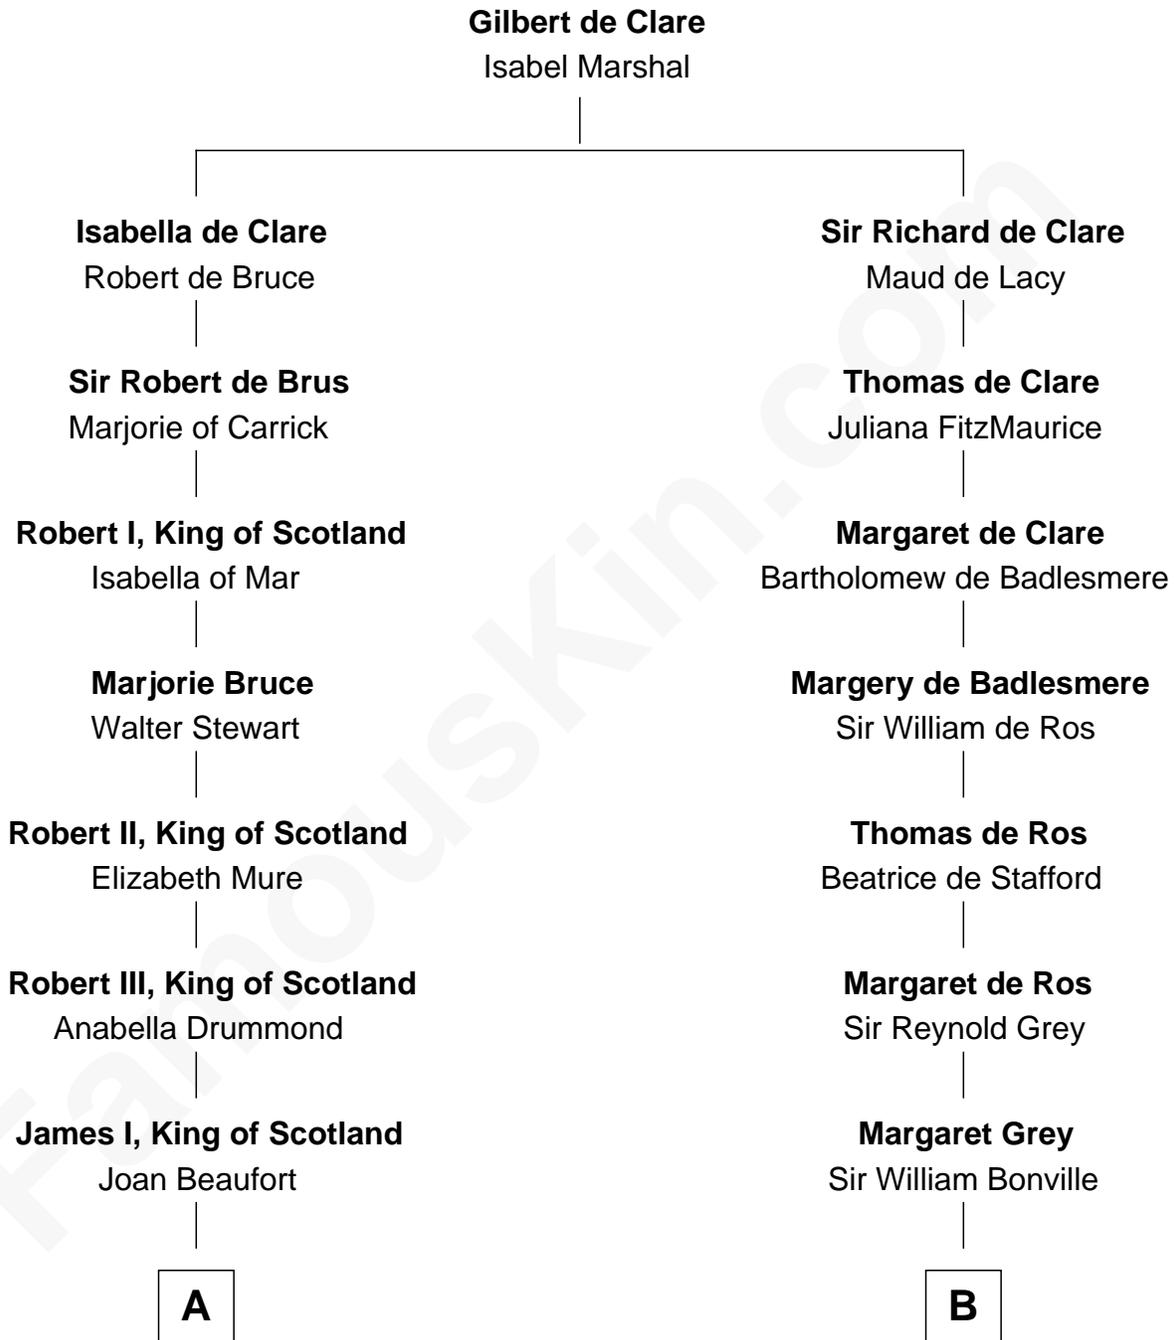 Gilbert de Clare
Isabel Marshal
Isabella de Clare
Robert de Bruce
Sir Richard de Clare
Maud de Lacy
Sir Robert de Brus
Marjorie of Carrick
Thomas de Clare
Juliana FitzMaurice
Robert I, King of Scotland
Isabella of Mar
Margaret de Clare
Bartholomew de Badlesmere
Marjorie Bruce
Walter Stewart
Margery de Badlesmere
Sir William de Ros
Robert II, King of Scotland
Elizabeth Mure
Thomas de Ros
Beatrice de Stafford
Robert III, King of Scotland
Anabella Drummond
Margaret de Ros
Sir Reynold Grey
James I, King of Scotland
Joan Beaufort
Margaret Grey
Sir William Bonville
A
B
FamousKin.com